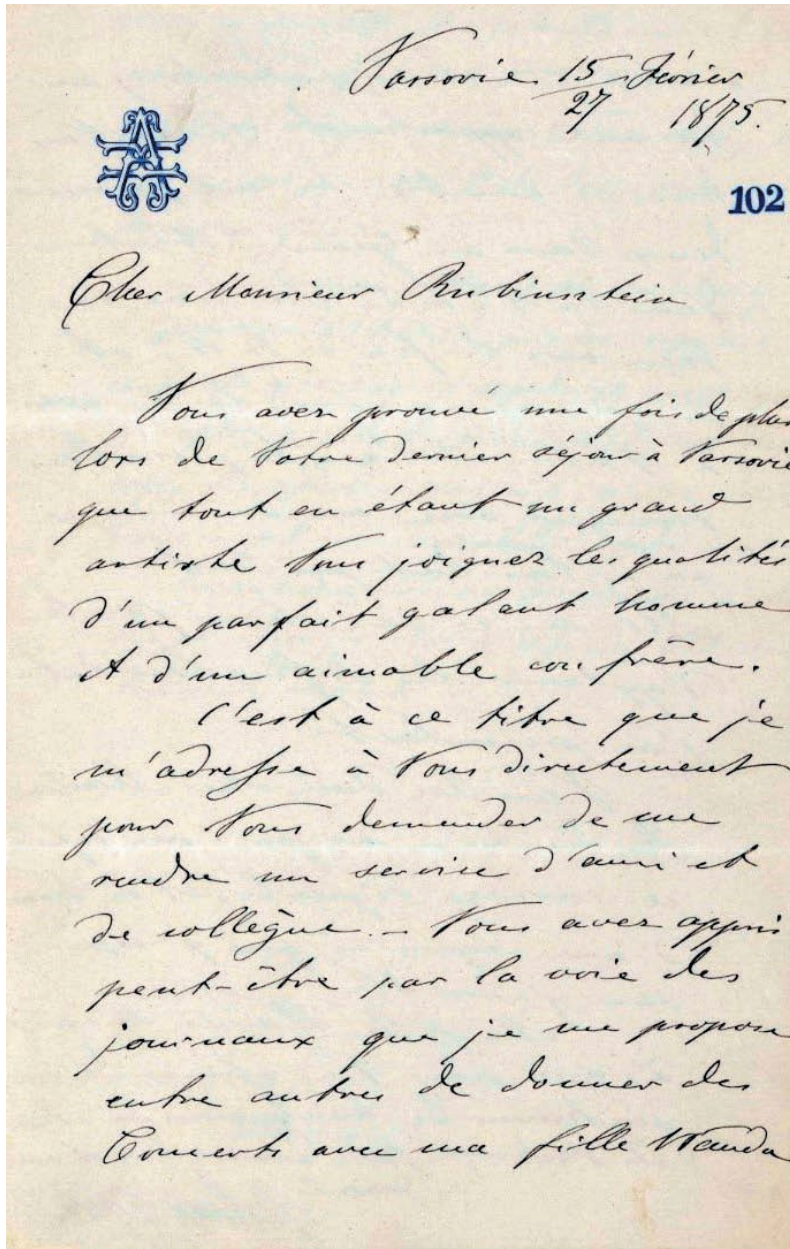 Varsovie 15/27 Février
1875.
102
Cher Monsieur Rubinstein
Vous avez prouvé une fois de plus
lors de Votre dernier séjour à Varsovie
que tout en étant un grand
artiste Vous joignez les qualités
d'un parfait galant homme
et d'un aimable confrère.
C'est à ce titre que je
m'adresse à Vous directement
pour Vous demander de me
rendre un service d'ami et
de collègue. – Vous avez appris
peut-être par la voie des
journaux que je me propose
entre autres de donner des
Concerts avec ma fille Wanda